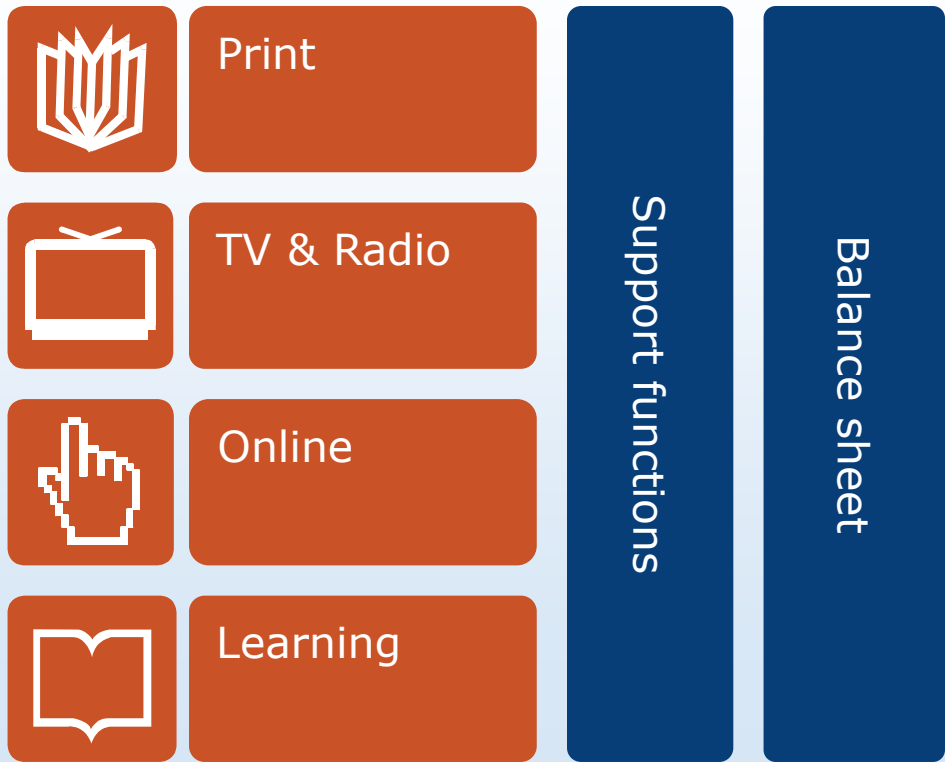 Print
TV & Radio
Online
Learning
Support functions
Balance sheet